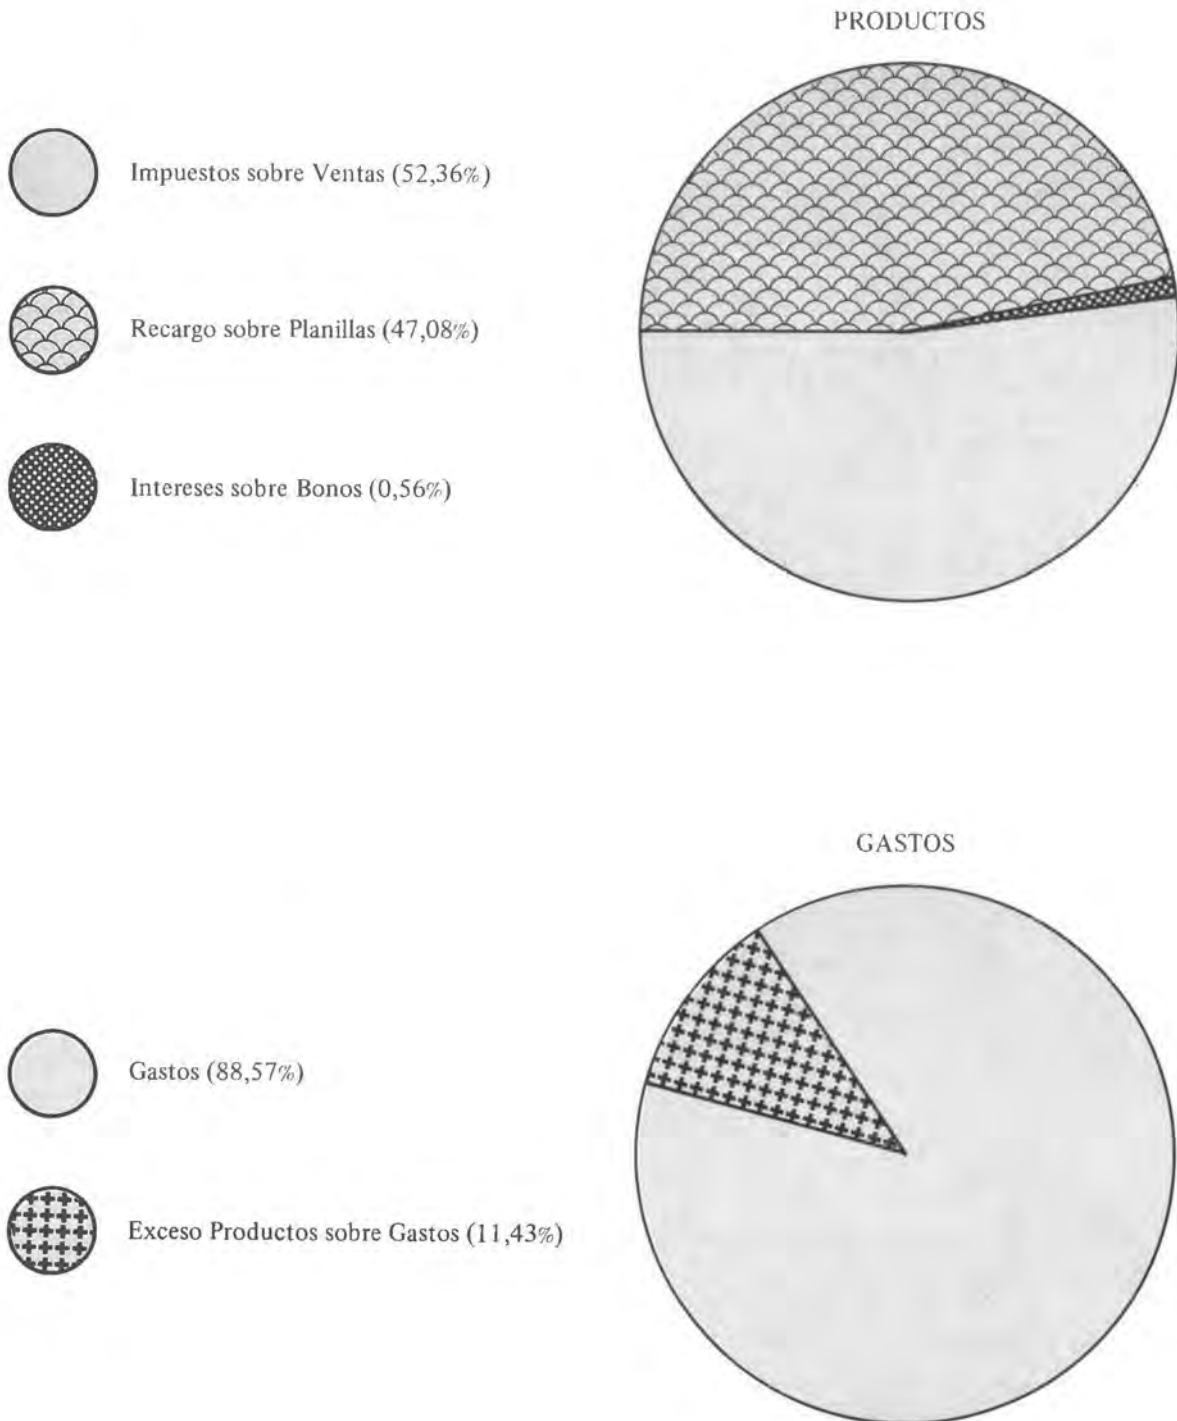 PRODUCTOS
Impuestos sobre Ventas (52,36%)
Recargo sobre Planillas (47,08%)
Intereses sobre Bonos (0,56%)
GASTOS
Gastos (88,57%)
Exceso Productos sobre Gastos (11,43%)